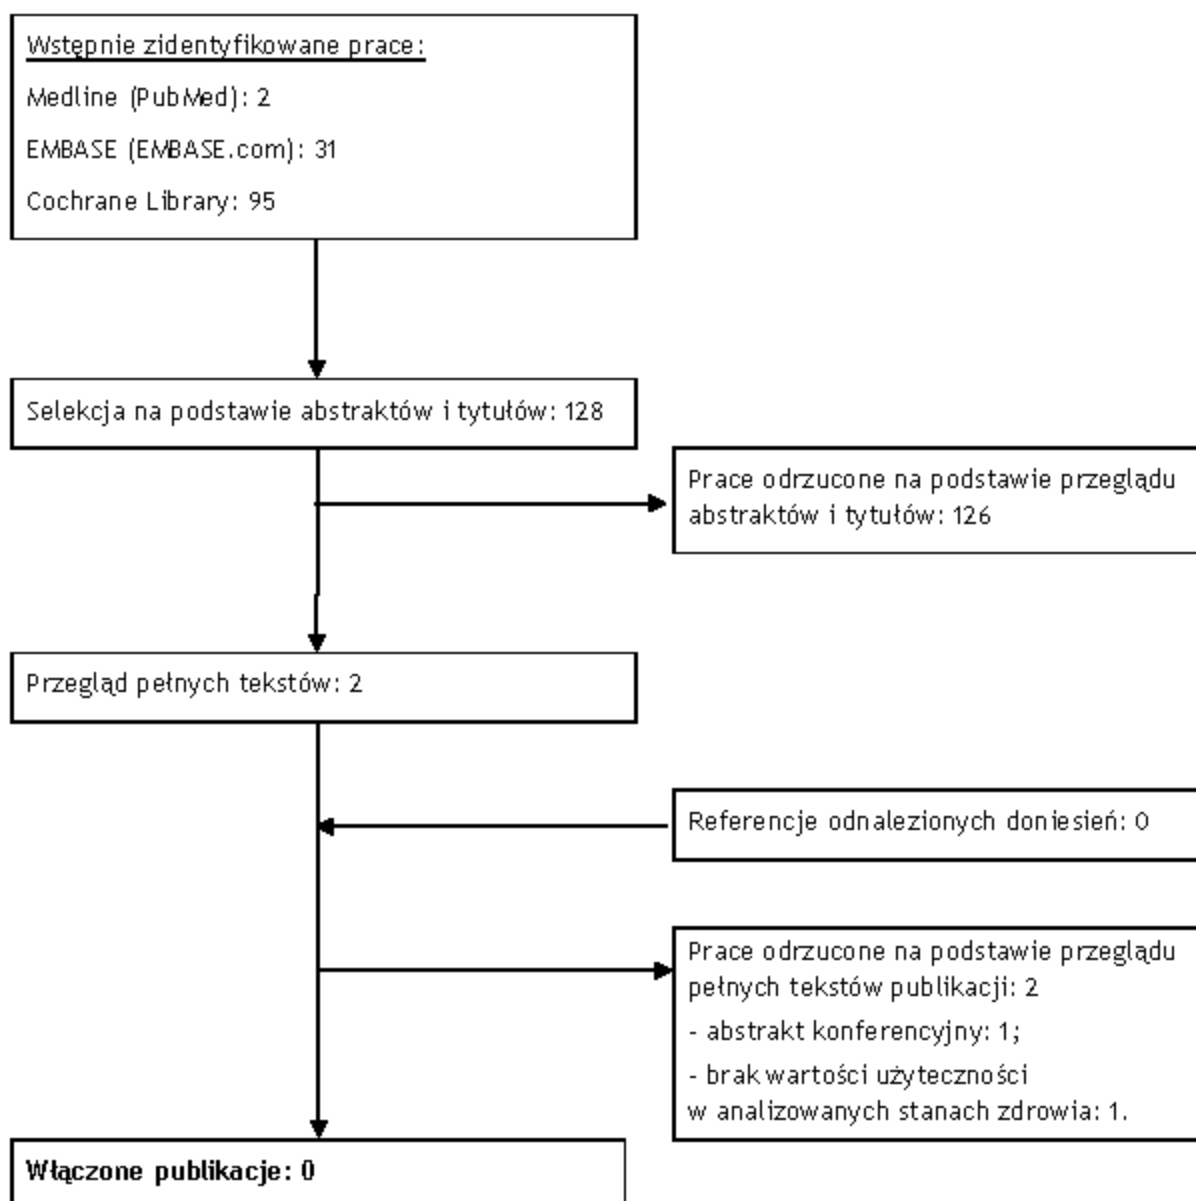 Wstępnie zidentyfikowane prace:
Medline (PubMed): 2
EMBASE (EMBASE.com): 31
Cochrane Library: 95
Selekcja na podstawie abstraktów i tytułów: 128
Prace odrzucone na podstawie przeglądu
abstraktów i tytułów: 126
Przegląd pełnych tekstów: 2
Referencje odnalezionych doniesień: 0
Prace odrzucone na podstawie przeglądu
pełnych tekstów publikacji: 2
- abstrakt konferencyjny: 1;
- brak wartości użyteczności
w analizowanych stanach zdrowia: 1.
Włączone publikacje: 0